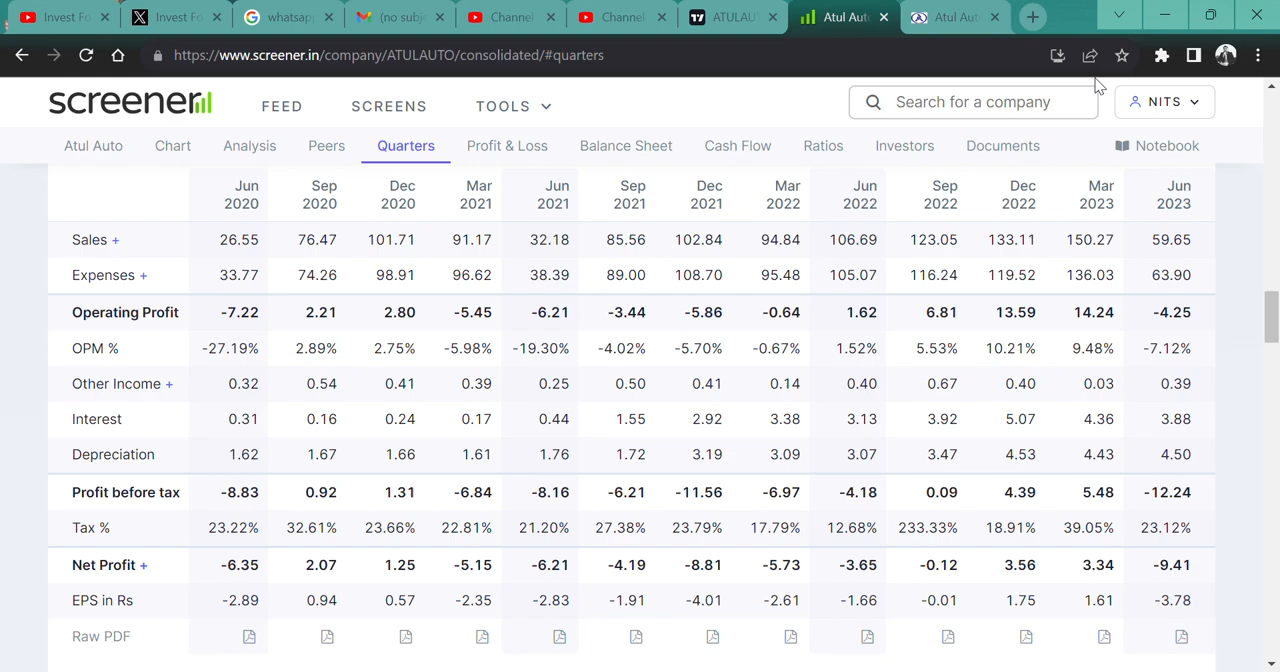 Invest Fo
Invest Fo
whatsap
(no subje
Channel
Channel
ATULAU
Atul Aut
Atul Aut
https://www.screener.in/company/ATULAUTO/consolidated/#quarters
screener
FEED SCREENS TOOLS
Search for a company
NITS
Atul Auto Chart Analysis Peers Quarters Profit & Loss Balance Sheet Cash Flow Ratios Investors Documents Notebook
Jun 2020 Sep 2020 Dec 2020 Mar 2021 Jun 2021 Sep 2021 Dec 2021 Mar 2022 Jun 2022 Sep 2022 Dec 2022 Mar 2023 Jun 2023
Sales + 26.55 76.47 101.71 91.17 32.18 85.56 102.84 94.84 106.69 123.05 133.11 150.27 59.65
Expenses + 33.77 74.26 98.91 96.62 38.39 89.00 108.70 95.48 105.07 116.24 119.52 136.03 63.90
Operating Profit -7.22 2.21 2.80 -5.45 -6.21 -3.44 -5.86 -0.64 1.62 6.81 13.59 14.24 -4.25
OPM % -27.19% 2.89% 2.75% -5.98% -19.30% -4.02% -5.70% -0.67% 1.52% 5.53% 10.21% 9.48% -7.12%
Other Income + 0.32 0.54 0.41 0.39 0.25 0.50 0.41 0.14 0.40 0.67 0.40 0.03 0.39
Interest 0.31 0.16 0.24 0.17 0.44 1.55 2.92 3.38 3.13 3.92 5.07 4.36 3.88
Depreciation 1.62 1.67 1.66 1.61 1.76 1.72 3.19 3.09 3.07 3.47 4.53 4.43 4.50
Profit before tax -8.83 0.92 1.31 -6.84 -8.16 -6.21 -11.56 -6.97 -4.18 0.09 4.39 5.48 -12.24
Tax % 23.22% 32.61% 23.66% 22.81% 21.20% 27.38% 23.79% 17.79% 12.68% 233.33% 18.91% 39.05% 23.12%
Net Profit + -6.35 2.07 1.25 -5.15 -6.21 -4.19 -8.81 -5.73 -3.65 -0.12 3.56 3.34 -9.41
EPS in Rs -2.89 0.94 0.57 -2.35 -2.83 -1.91 -4.01 -2.61 -1.66 -0.01 1.75 1.61 -3.78
Raw PDF